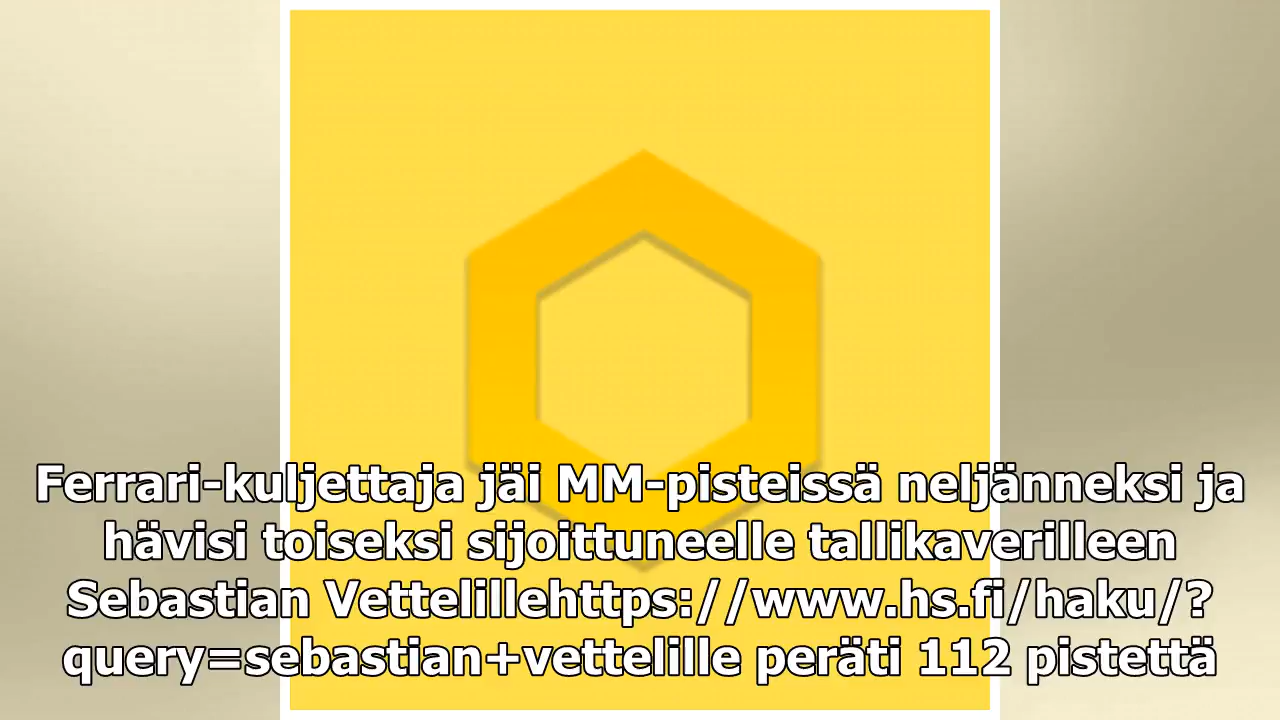 Ferrari-kuljettaja jäi MM-pisteissä neljänneksi ja
hävisi toiseksi sijoittuneelle tallikaverilleen
Sebastian Vettelillehttps://www.hs.fi/haku/?
query=sebastian+vettelille peräti 112 pistettä